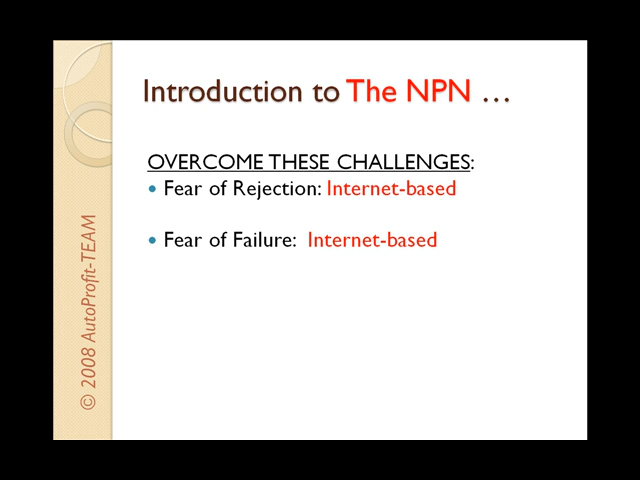 Introduction to The NPN …
OVERCOME THESE CHALLENGES:
• Fear of Rejection: Internet-based
• Fear of Failure: Internet-based
© 2008 AutoProfit-TEAM